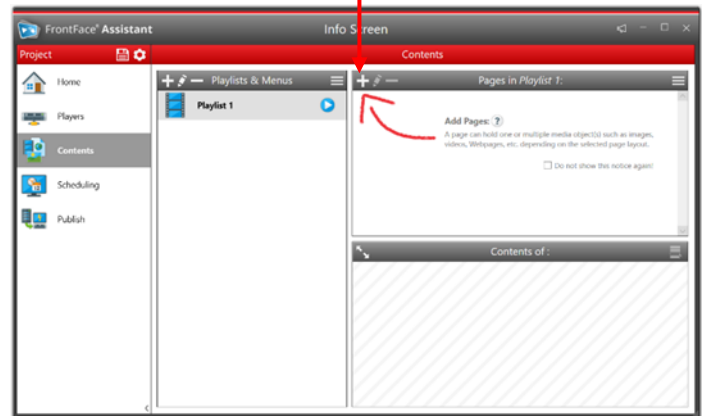 FrontFace® Assistant
Info Screen
Project
Contents
Home
Players
Contents
Scheduling
Publish
Playlists & Menus
Playlist 1
Pages in Playlist 1:
Add Pages: ?
A page can hold one or multiple media object(s) such as images,
videos, Webpages, etc. depending on the selected page layout.
Do not show this notice again!
Contents of :